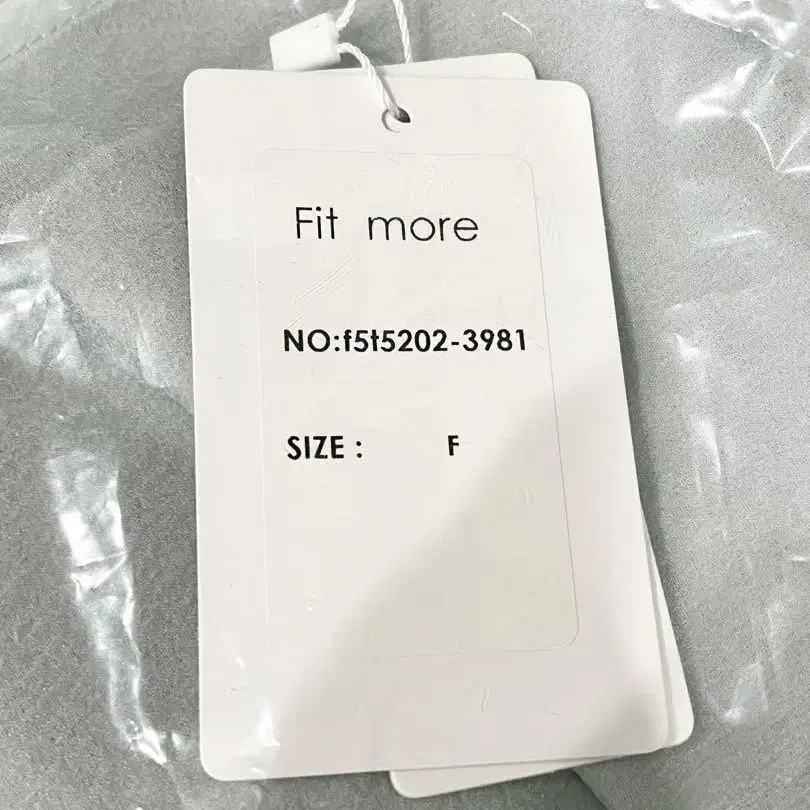 Fit more
NO:f5t5202-3981
SIZE : F